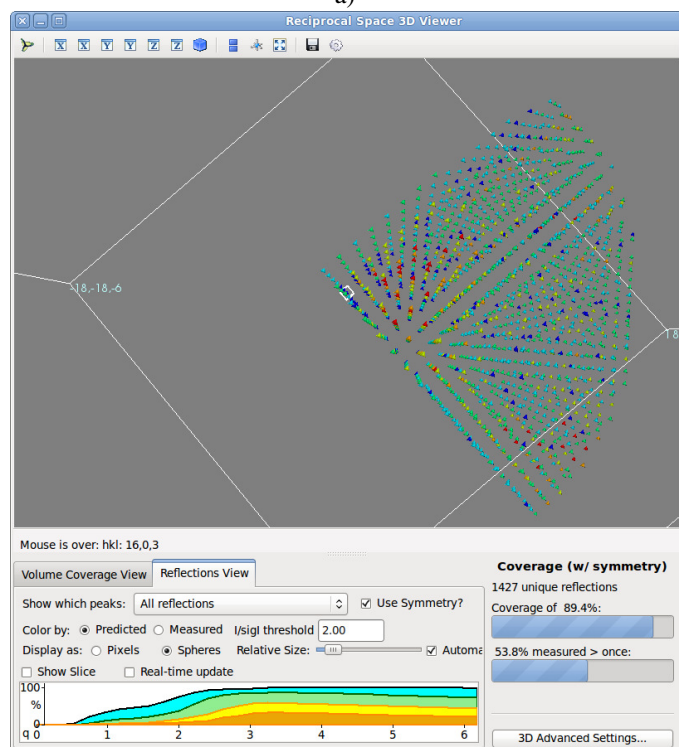 a)
Reciprocal Space 3D Viewer
X X Y Y Z Z
-18,-18,-6
18
Mouse is over: hkl: 16,0,3
Volume Coverage View Reflections View
Show which peaks: All reflections Use Symmetry?
Color by: Predicted Measured I/sigI threshold 2.00
Display as: Pixels Spheres Relative Size: Automa
Show Slice Real-time update
100
%
q 0 1 2 3 4 5 6
Coverage (w/ symmetry)
1427 unique reflections
Coverage of 89.4%:
53.8% measured > once:
3D Advanced Settings...